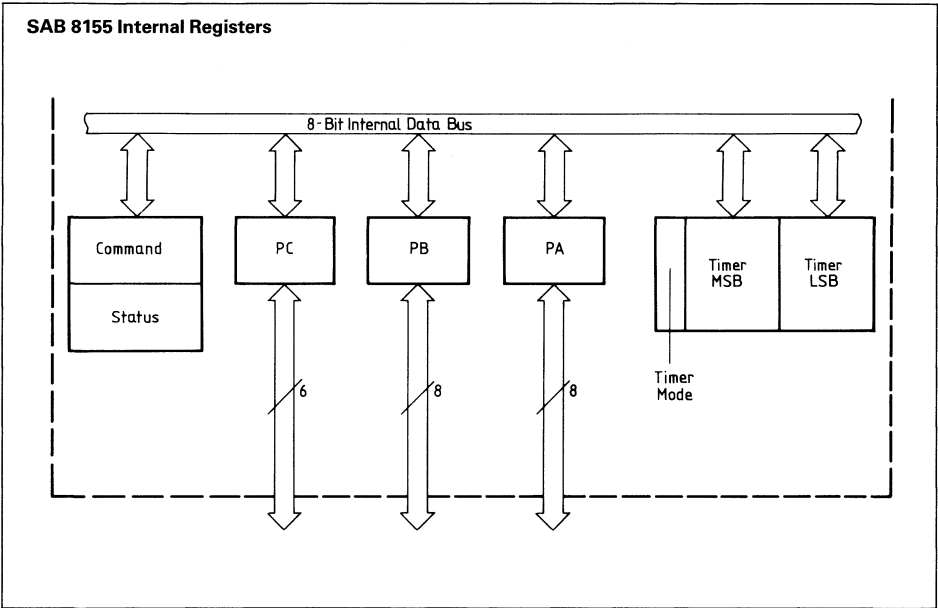 SAB 8155 Internal Registers
8-Bit Internal Data Bus
Command
Status
PC
PB
PA
Timer
MSB
Timer
LSB
6
8
8
Timer
Mode